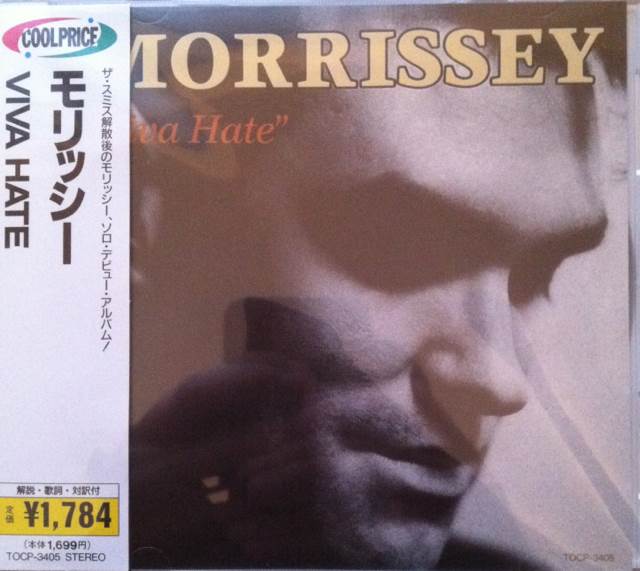 COOLPRICE
モリッシー
VIVA HATE
ザ・スミス解散後のモリッシー、ソロ・デビュー・アルバム!
解説・歌詞・対訳付
定価 ¥1,784
(本体1,699円)
TOCP-3405 STEREO
MORRISSEY
iva Hate”
TOCP-3405